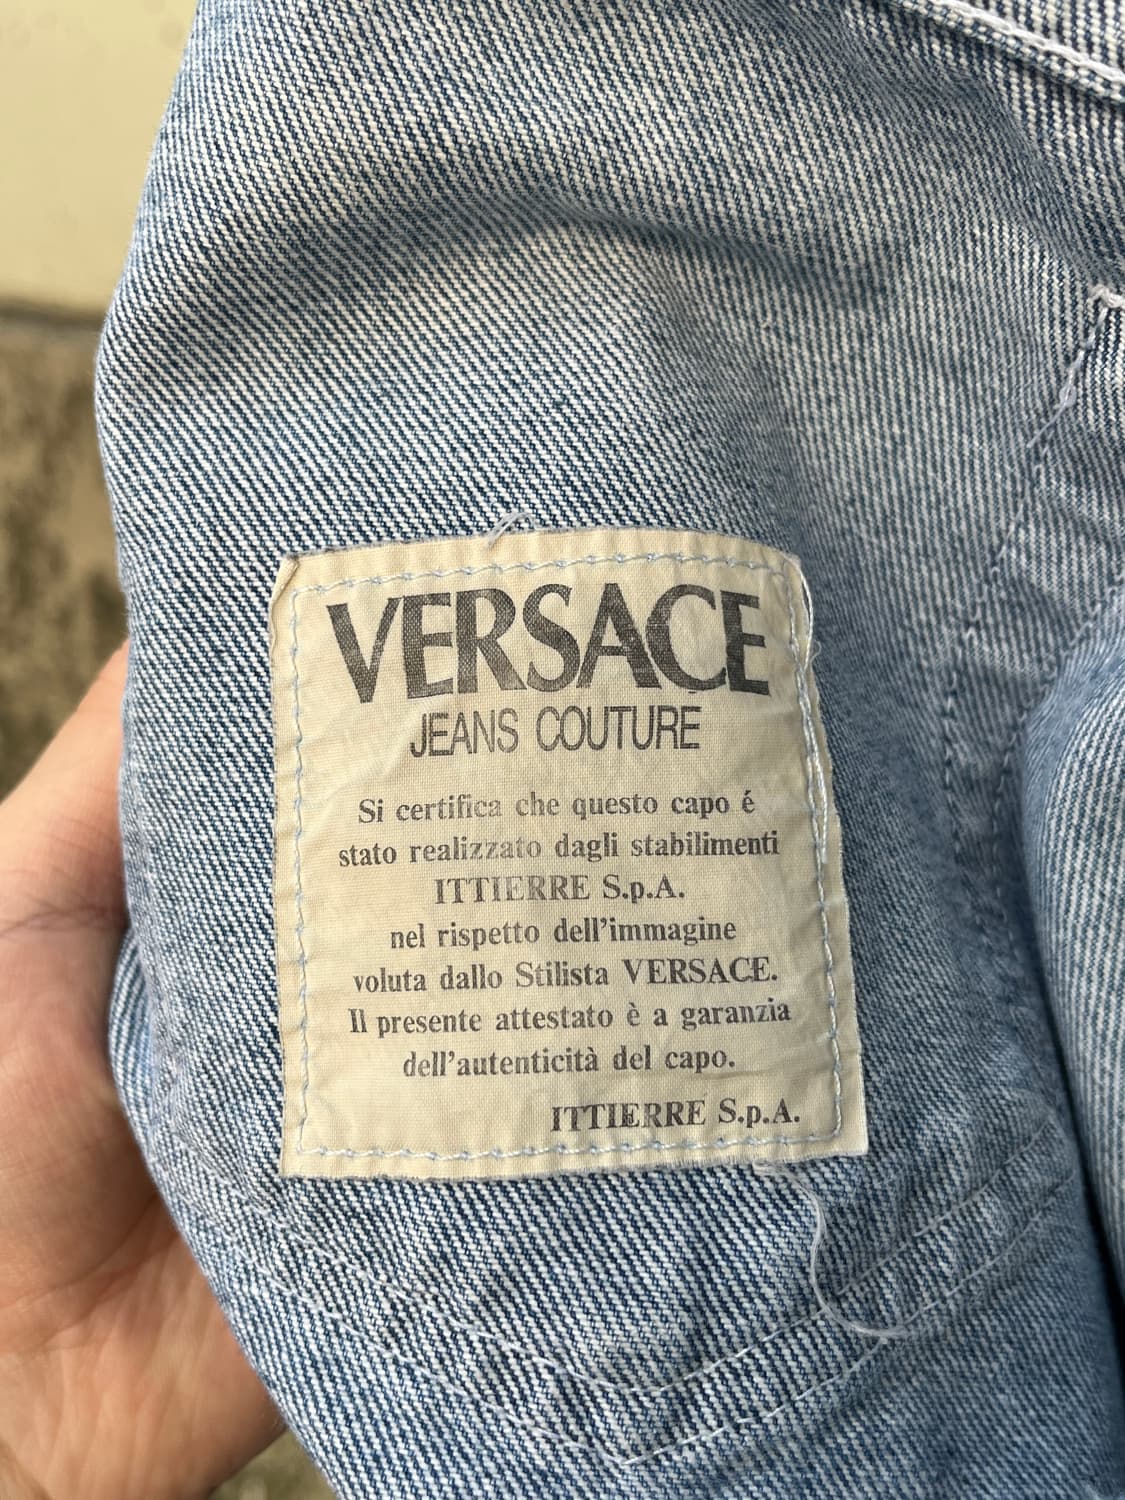 VERSACE
JEANS COUTURE
Si certifica che questo capo é
stato realizzato dagli stabilimenti
ITTIERRE S.p.A.
nel rispetto dell'immagine
voluta dallo Stilista VERSACE.
Il presente attestato è a garanzia
dell'autenticità del capo.
ITTIERRE S.p.A.